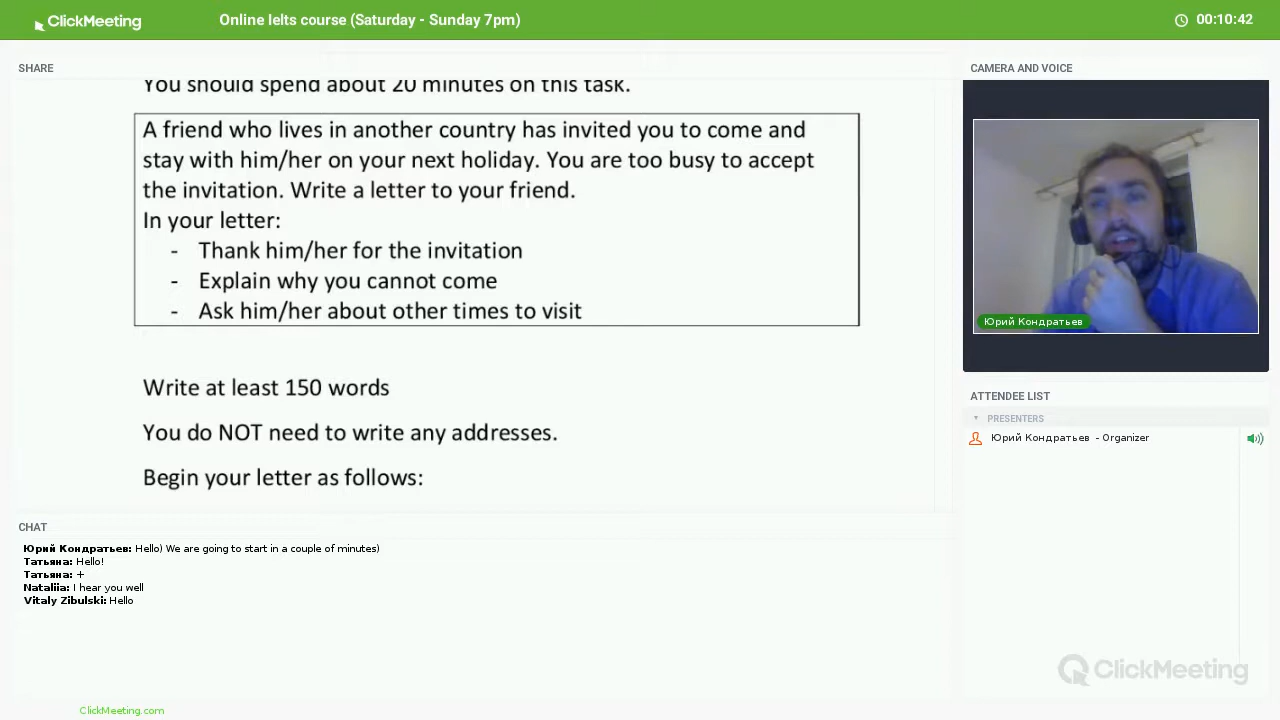 ClickMeeting
Online Ielts course (Saturday - Sunday 7pm)
00:10:42
SHARE
You should spend about 20 minutes on this task.
A friend who lives in another country has invited you to come and
stay with him/her on your next holiday. You are too busy to accept
the invitation. Write a letter to your friend.
In your letter:
- Thank him/her for the invitation
- Explain why you cannot come
- Ask him/her about other times to visit
Write at least 150 words
You do NOT need to write any addresses.
Begin your letter as follows:
CAMERA AND VOICE
Юрий Кондратьев
ATTENDEE LIST
PRESENTERS
Юрий Кондратьев - Organizer
CHAT
Юрий Кондратьев: Hello) We are going to start in a couple of minutes)
Татьяна: Hello!
Татьяна: +
Nataliia: I hear you well
Vitaly Zibulski: Hello
ClickMeeting
ClickMeeting.com